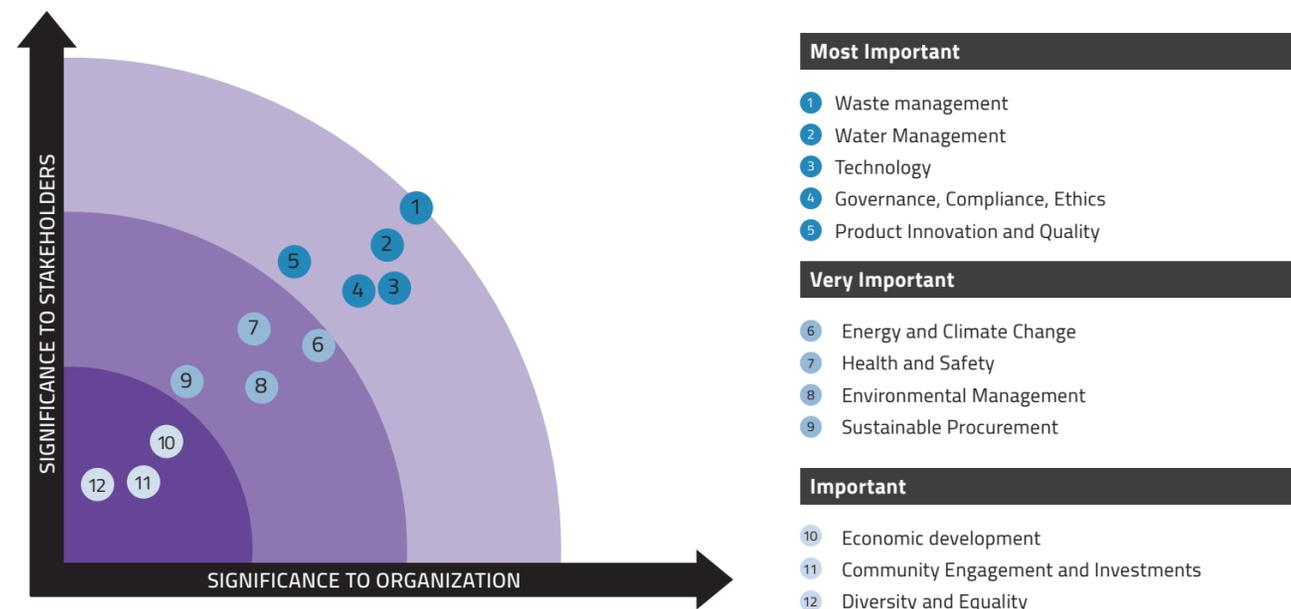 SIGNIFICANCE TO STAKEHOLDERS
1
2
5
4
3
7
6
9
8
10
12
11
SIGNIFICANCE TO ORGANIZATION
Most Important
1 Waste management
2 Water Management
3 Technology
4 Governance, Compliance, Ethics
5 Product Innovation and Quality
Very Important
6 Energy and Climate Change
7 Health and Safety
8 Environmental Management
9 Sustainable Procurement
Important
10 Economic development
11 Community Engagement and Investments
12 Diversity and Equality